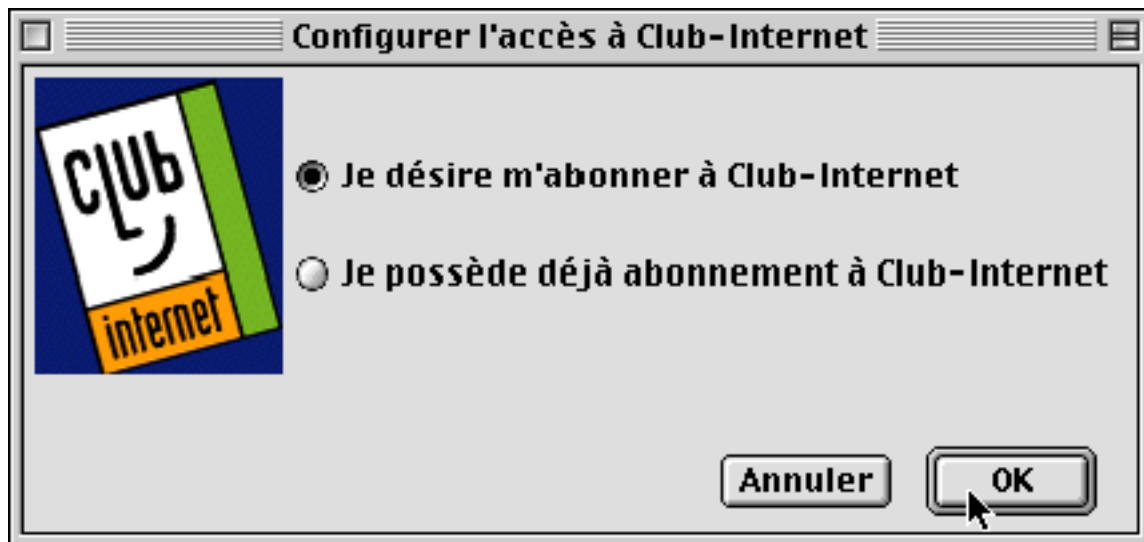 Configurer l'accès à Club-Internet
CLUb
internet
Je désire m'abonner à Club-Internet
Je possède déjà abonnement à Club-Internet
Annuler
OK